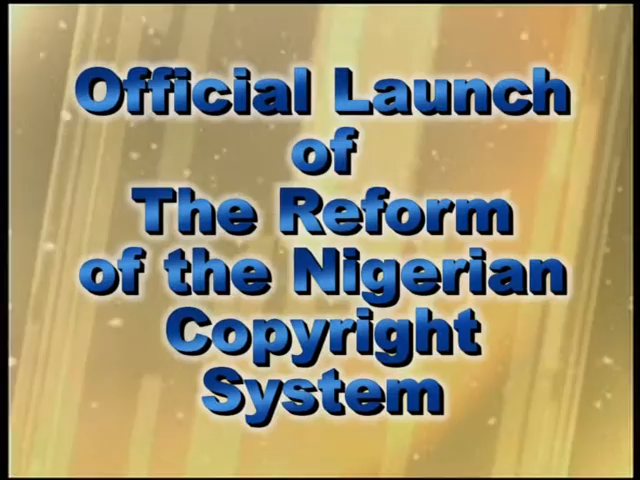 Official Launch
of
The Reform
of the Nigerian
Copyright
System